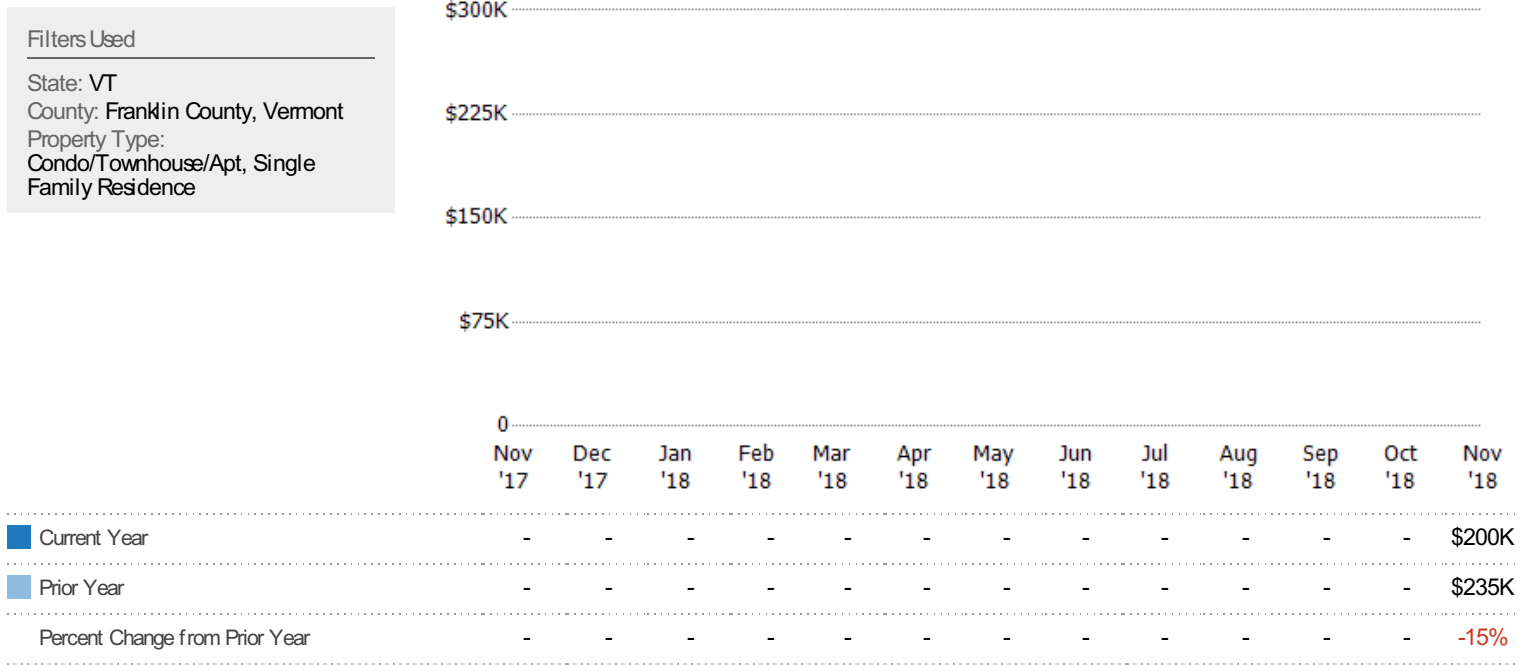 Filters Used
State: VT
County: Franklin County, Vermont
Property Type:
Condo/Townhouse/Apt, Single
Family Residence
$300K
$225K
$150K
$75K
0
Nov Dec Jan Feb Mar Apr May Jun Jul Aug Sep Oct Nov
'17 '17 '18 '18 '18 '18 '18 '18 '18 '18 '18 '18 '18
Current Year - - - - - - - - - - - - $200K
Prior Year - - - - - - - - - - - - $235K
Percent Change from Prior Year - - - - - - - - - - - - -15%